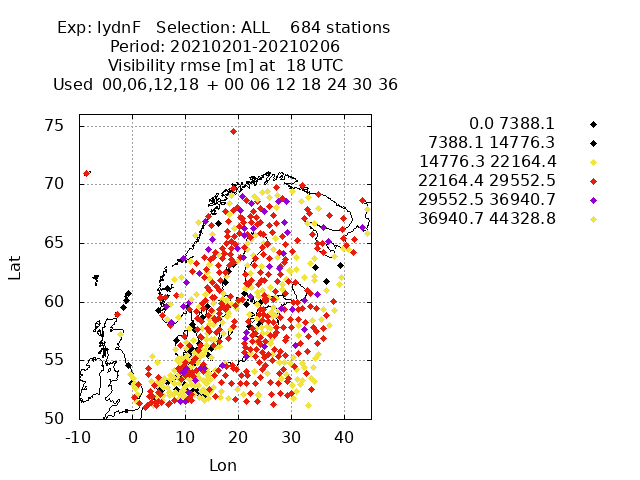 Exp: IydnF   Selection: ALL    684 stations
Period: 20210201-20210206
Visibility rmse [m] at  18 UTC
Used  00,06,12,18  + 00 06 12 18 24 30 36
0.0 7388.1
7388.1 14776.3
14776.3 22164.4
22164.4 29552.5
29552.5 36940.7
36940.7 44328.8
75
70
65
60
55
50
Lat
-10 0 10 20 30 40
Lon